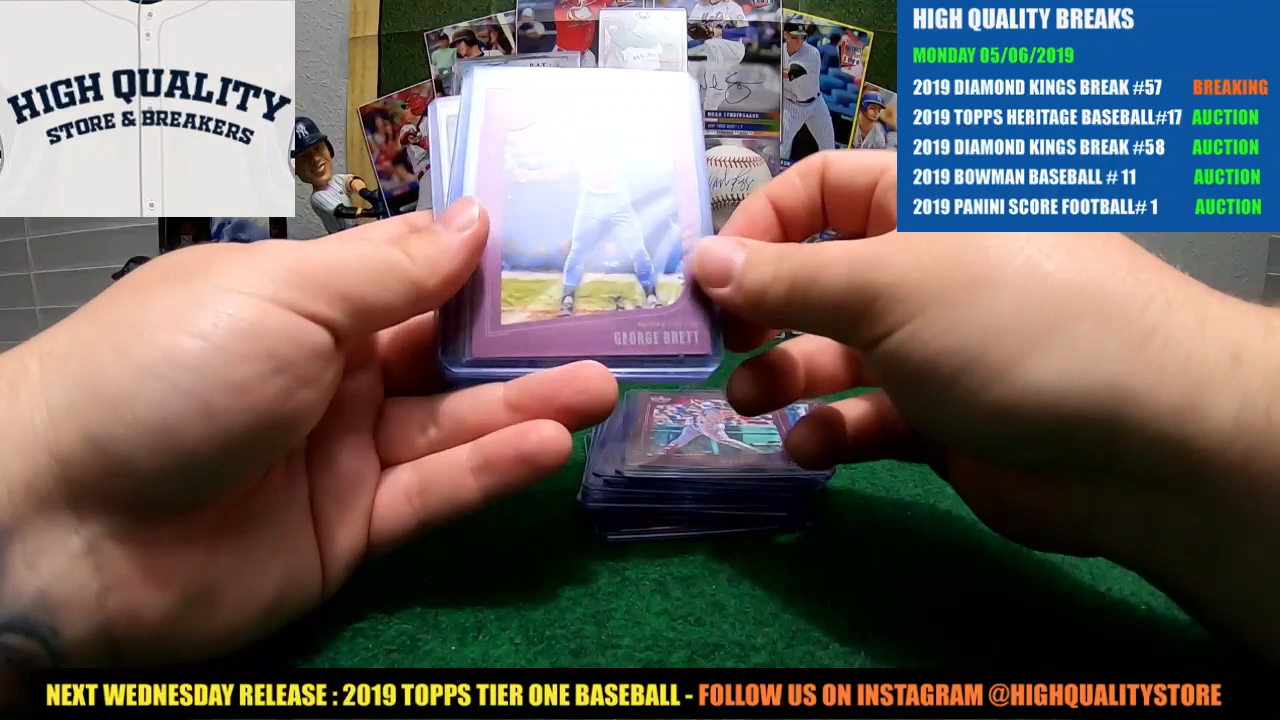 HIGH QUALITY
STORE & BREAKERS
HIGH QUALITY BREAKS
MONDAY 05/06/2019
2019 DIAMOND KINGS BREAK #57 BREAKING
2019 TOPPS HERITAGE BASEBALL#17 AUCTION
2019 DIAMOND KINGS BREAK #58 AUCTION
2019 BOWMAN BASEBALL # 11 AUCTION
2019 PANINI SCORE FOOTBALL# 1 AUCTION
NOAH SYNDERGAARD
GEORGE BRETT
NEXT WEDNESDAY RELEASE : 2019 TOPPS TIER ONE BASEBALL - FOLLOW US ON INSTAGRAM @HIGHQUALITYSTORE